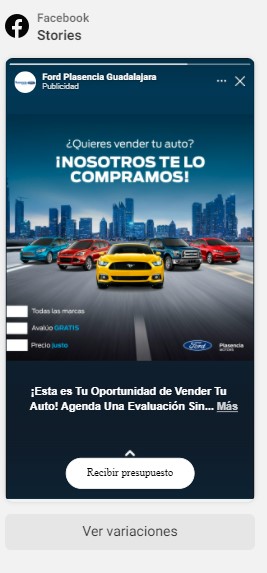 Facebook
Stories
Ford Plasencia Guadalajara
Publicidad
¿Quieres vender tu auto?
¡NOSOTROS TE LO
COMPRAMOS!
Todas las marcas
Avalúo GRATIS
Precio justo
Ford
Plasencia
MOTORS
¡Esta es Tu Oportunidad de Vender Tu
Auto! Agenda Una Evaluación Sin... Más
Recibir presupuesto
Ver variaciones